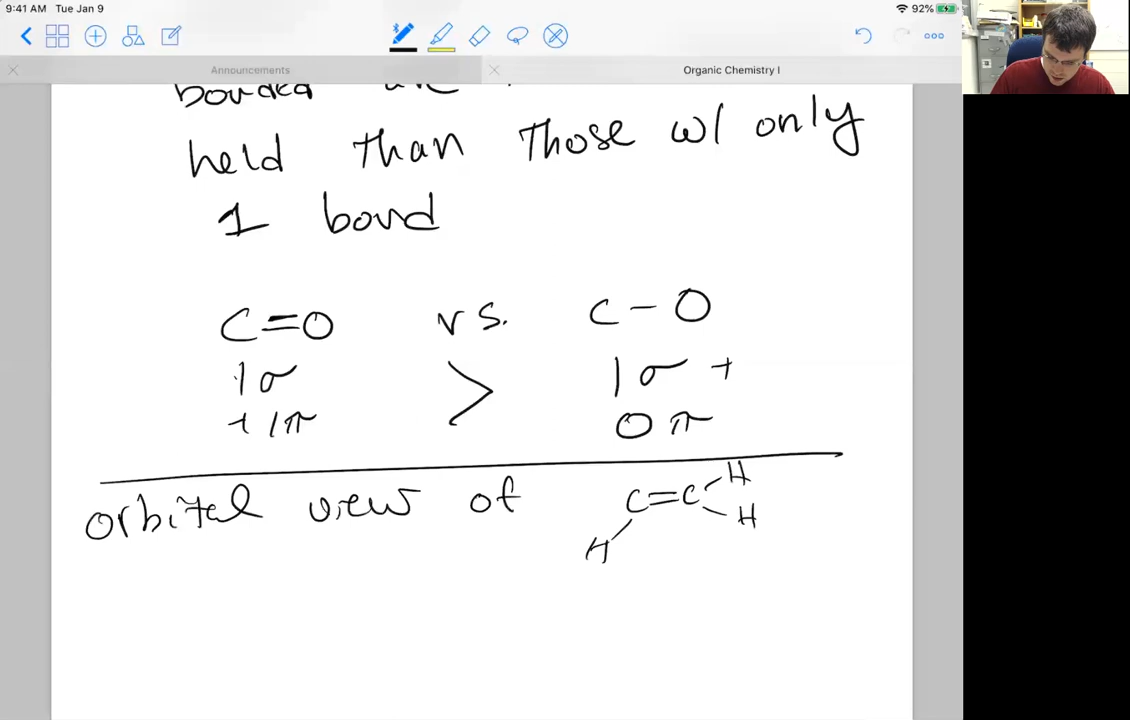 9:41 AM Tue Jan 9
92%
Announcements
Organic Chemistry I
bonded
held than those w/ only
1 bond
C=O vs. C-O
1σ > 1σ +
+ 1π 0π
orbital view of C=C H
H
H